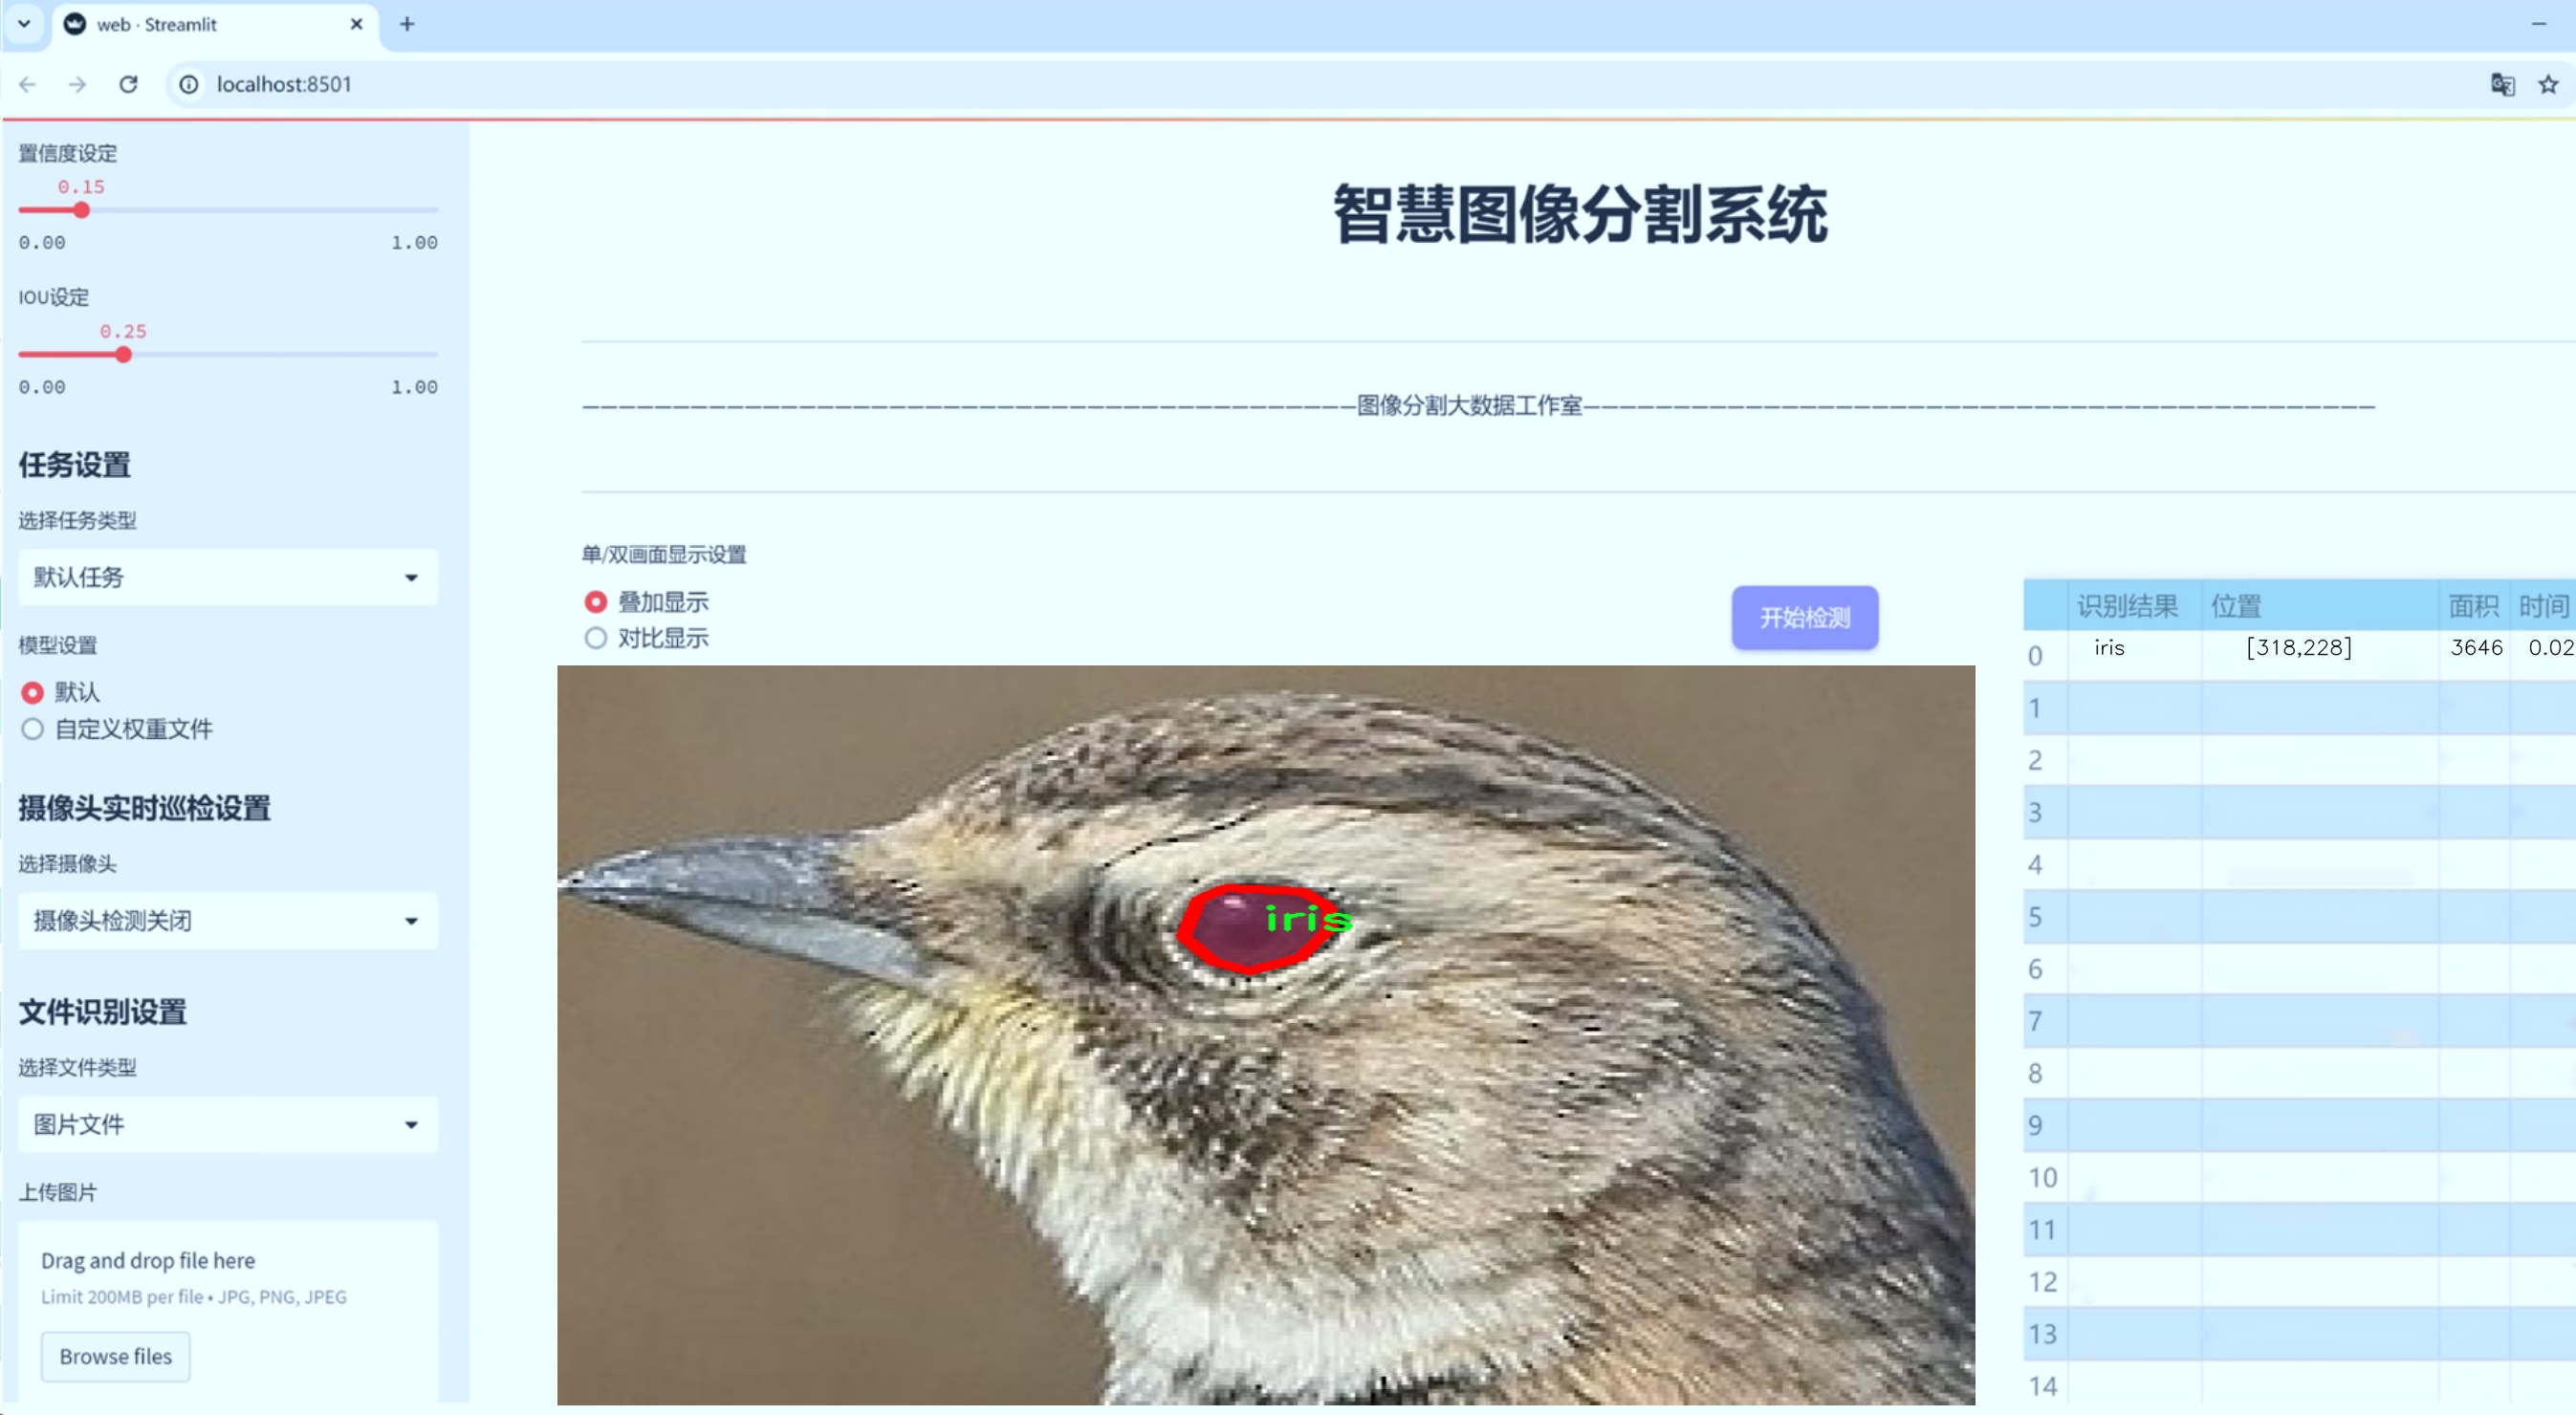 web · Streamlit
localhost:8501
置信度设定
0.15
0.00 1.00
IOU设定
0.25
0.00 1.00
任务设置
选择任务类型
默认任务
模型设置
默认
自定义权重文件
摄像头实时巡检设置
选择摄像头
摄像头检测关闭
文件识别设置
选择文件类型
图片文件
上传图片
Drag and drop file here
Limit 200MB per file • JPG, PNG, JPEG
Browse files
智慧图像分割系统
图像分割大数据工作室
单/双画面显示设置
叠加显示
对比显示
开始检测
iris
识别结果 位置 面积 时间
0 iris [318,228] 3646 0.02
1
2
3
4
5
6
7
8
9
10
11
12
13
14